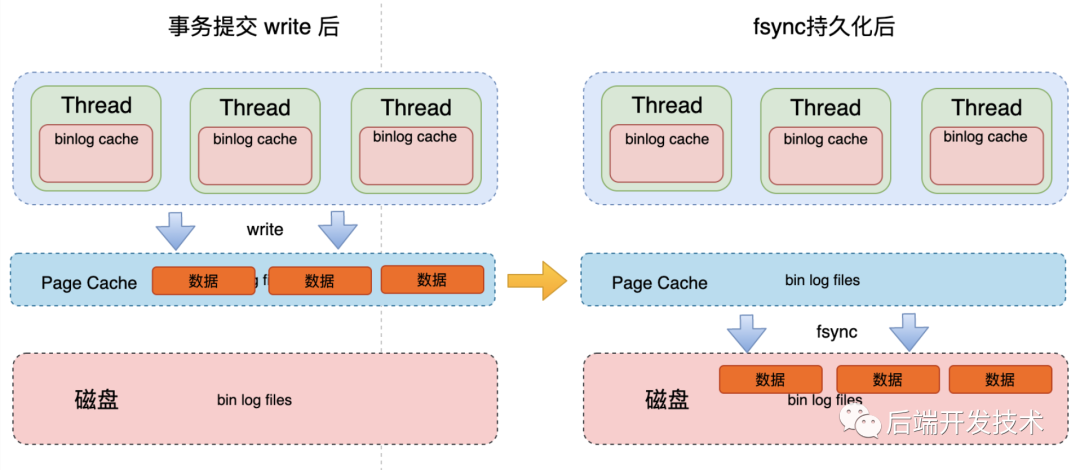 事务提交 write 后
Thread
binlog cache
Thread
binlog cache
Thread
binlog cache
write
Page Cache
数据
数据
数据
磁盘
bin log files
fsync持久化后
Thread
binlog cache
Thread
binlog cache
Thread
binlog cache
Page Cache
bin log files
fsync
数据
数据
数据
磁盘
bin log files
后端开发技术